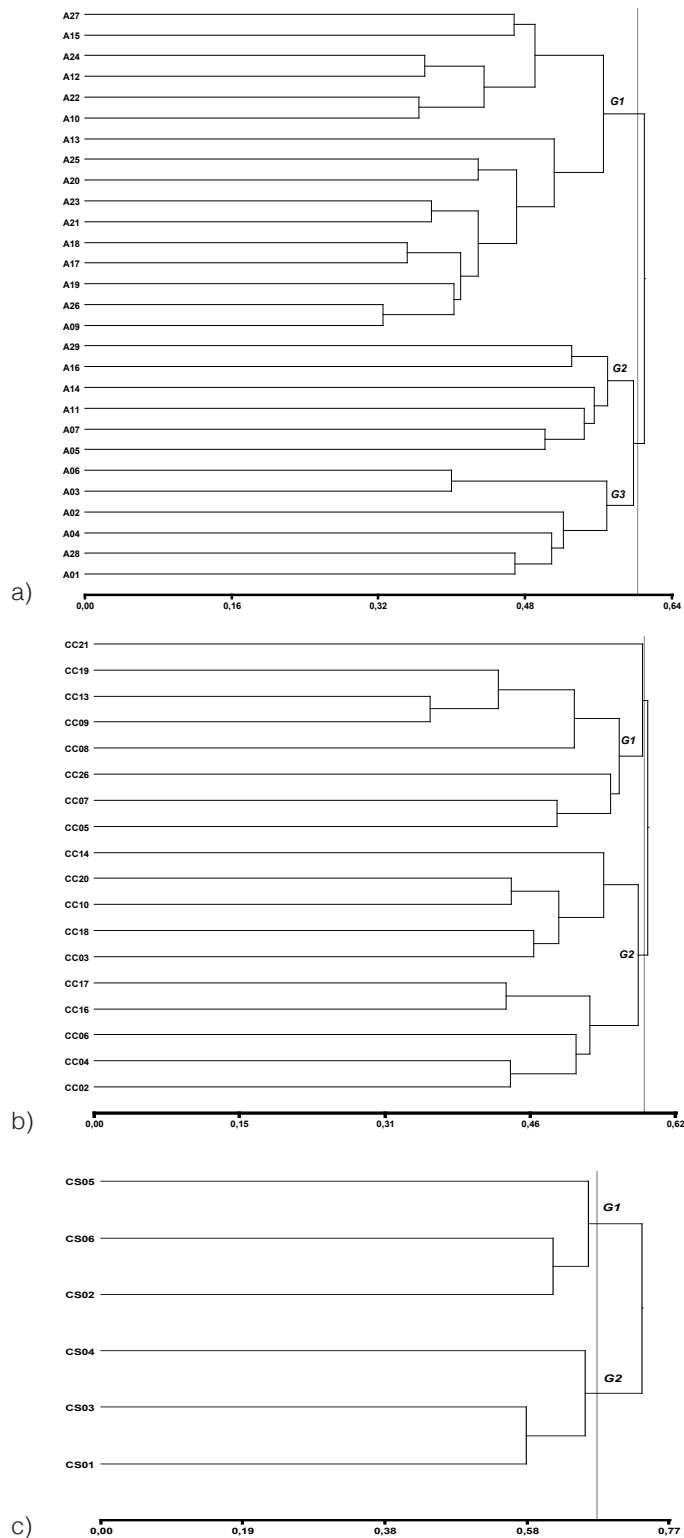 A27
A15
A24
A12
A22
A10
G1
A13
A25
A20
A23
A21
A18
A17
A19
A26
A09
A29
A16
G2
A14
A11
A07
A05
A06
A03
G3
A02
A04
A28
A01
a)
0,00 0,16 0,32 0,48 0,64
CC21
CC19
CC13
CC09
G1
CC08
CC26
CC07
CC05
CC14
CC20
CC10
CC18
G2
CC03
CC17
CC16
CC06
CC04
CC02
b)
0,00 0,15 0,31 0,46 0,62
CS05
G1
CS06
CS02
CS04
G2
CS03
CS01
c)
0,00 0,19 0,38 0,58 0,77